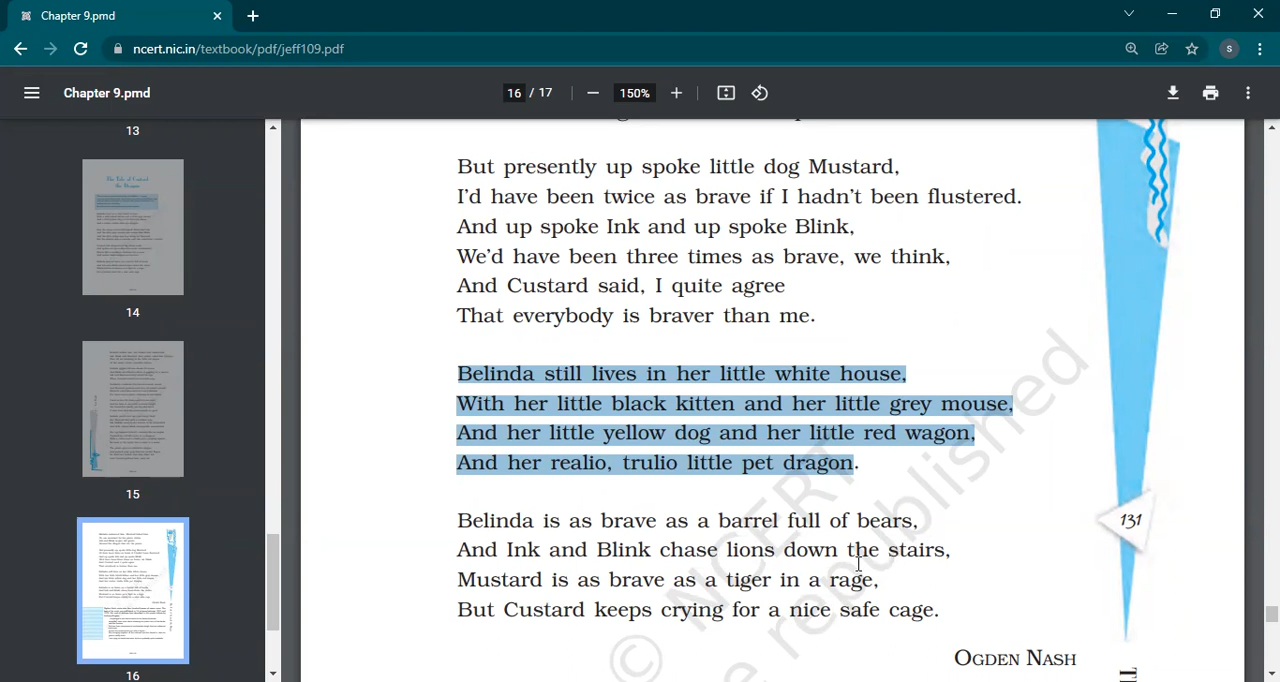 Chapter 9.pmd
ncert.nic.in/textbook/pdf/jeff109.pdf
S
Chapter 9.pmd
16 / 17
150%
13
14
15
16
But presently up spoke little dog Mustard,
I'd have been twice as brave if I hadn't been flustered.
And up spoke Ink and up spoke Blink,
We'd have been three times as brave, we think,
And Custard said, I quite agree
That everybody is braver than me.
Belinda still lives in her little white house,
With her little black kitten and her little grey mouse,
And her little yellow dog and her little red wagon,
And her realio, trulio little pet dragon.
Belinda is as brave as a barrel full of bears,
And Ink and Blink chase lions down the stairs,
Mustard is as brave as a tiger in a rage,
But Custard keeps crying for a nice safe cage.
OGDEN NASH
131
© NCERT
be republished